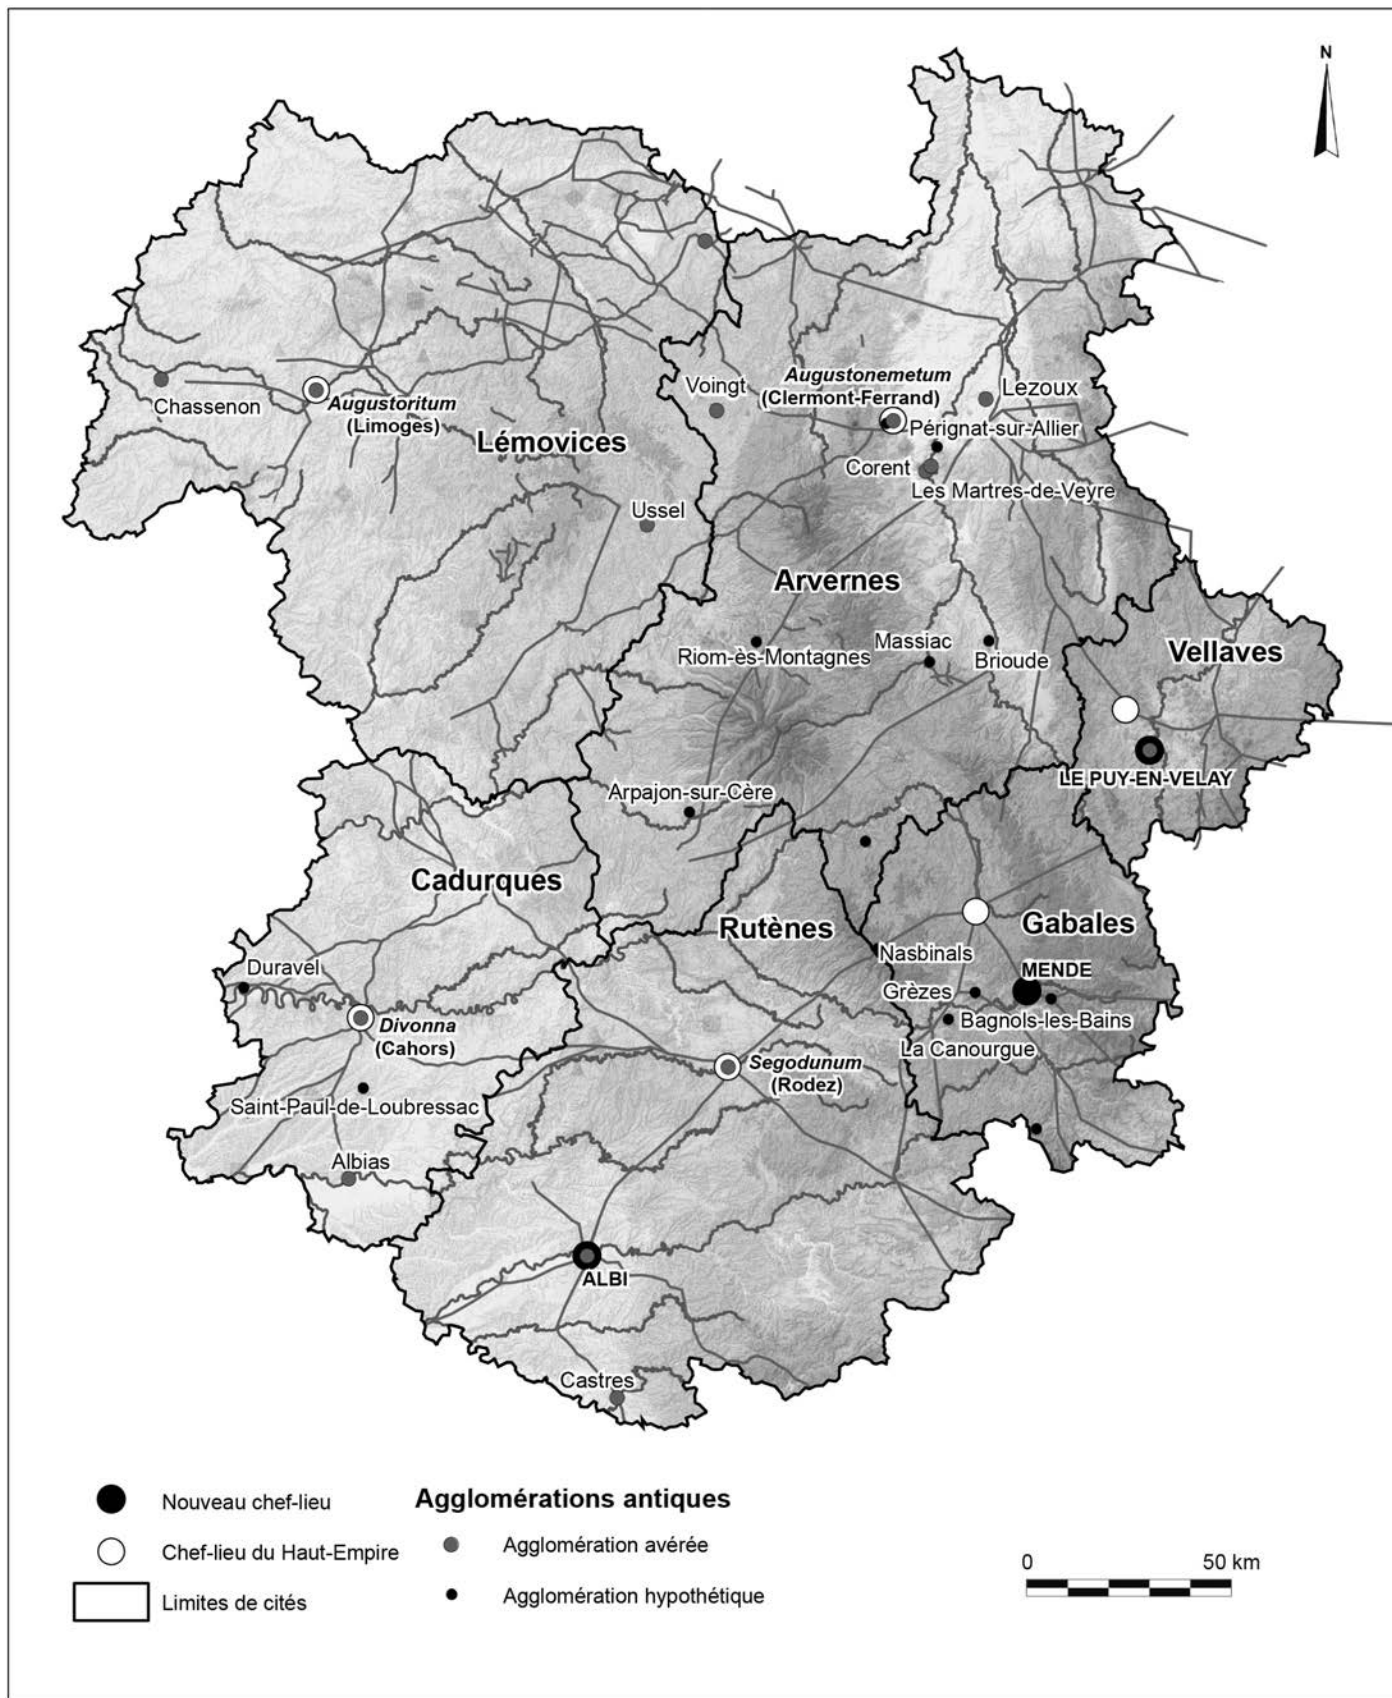 N
Voingt
Augustonemetum
(Clermont-Ferrand)
Lezoux
Chassenon
Augustoritum
(Limoges)
Lémovices
Pérignat-sur-Allier
Corent
Les Martres-de-Veyre
Ussel
Arvernes
Riom-ès-Montagnes
Massiac
Brioude
Vellaves
LE PUY-EN-VELAY
Arpajon-sur-Cère
Cadurques
Rutènes
Gabales
Nasbinals
MENDE
Duravel
Grèzes
Divonna
(Cahors)
Bagnols-les-Bains
La Canourgue
Segodunum
(Rodez)
Saint-Paul-de-Loubressac
Albias
ALBI
Castres
Nouveau chef-lieu
Chef-lieu du Haut-Empire
Limites de cités
Agglomérations antiques
Agglomération avérée
Agglomération hypothétique
0 50 km